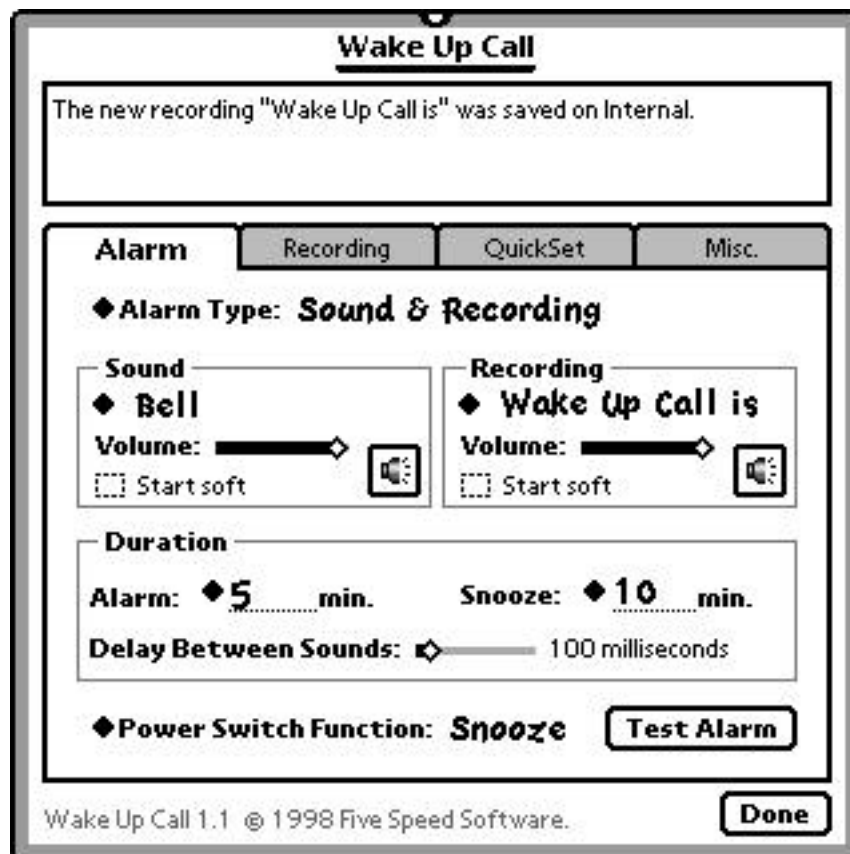 Wake Up Call
The new recording "Wake Up Call is" was saved on Internal.
Alarm Recording QuickSet Misc.
◆Alarm Type: Sound & Recording
Sound Recording
◆ Bell ◆ Wake Up Call is
Volume: Volume:
Start soft Start soft
Duration
Alarm: ◆5 min. Snooze: ◆10 min.
Delay Between Sounds: 100 milliseconds
◆Power Switch Function: Snooze Test Alarm
Wake Up Call 1.1 © 1998 Five Speed Software. Done